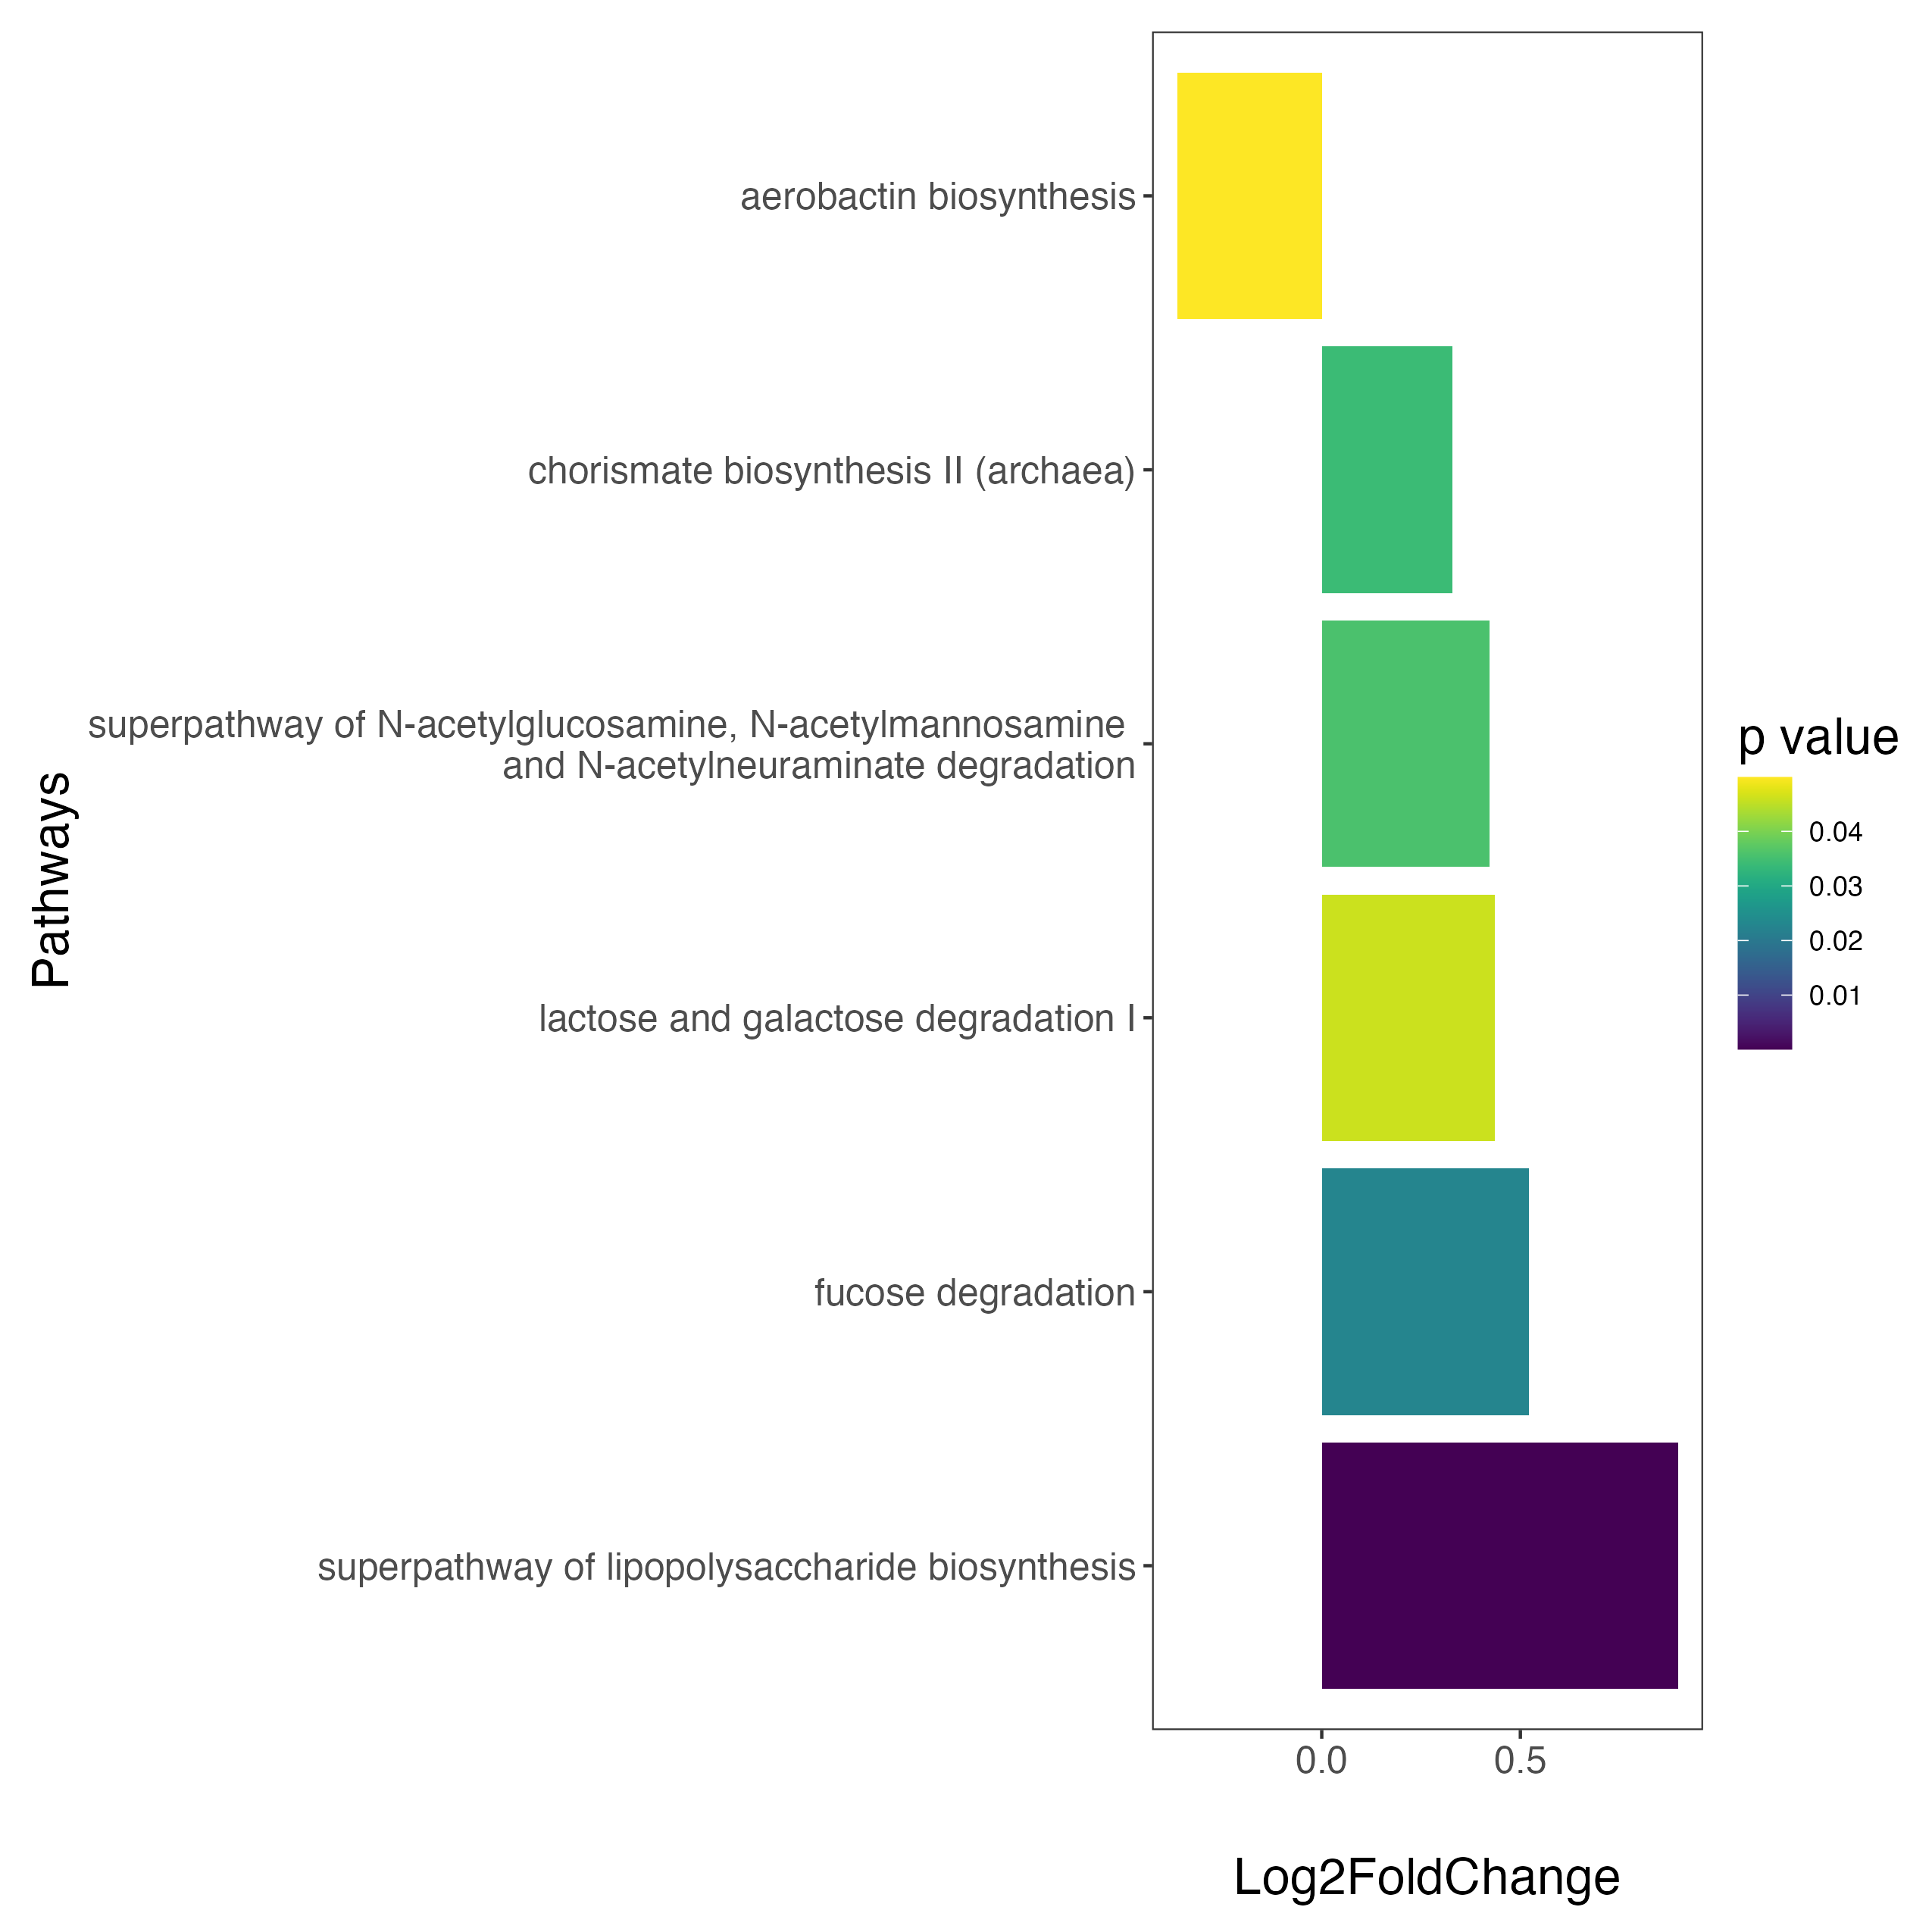 Pathways
aerobactin biosynthesis
chorismate biosynthesis II (archaea)
superpathway of N-acetylglucosamine, N-acetylmannosamine
and N-acetylneuraminate degradation
lactose and galactose degradation I
fucose degradation
superpathway of lipopolysaccharide biosynthesis
0.0
0.5
Log2FoldChange
p value
0.04
0.03
0.02
0.01